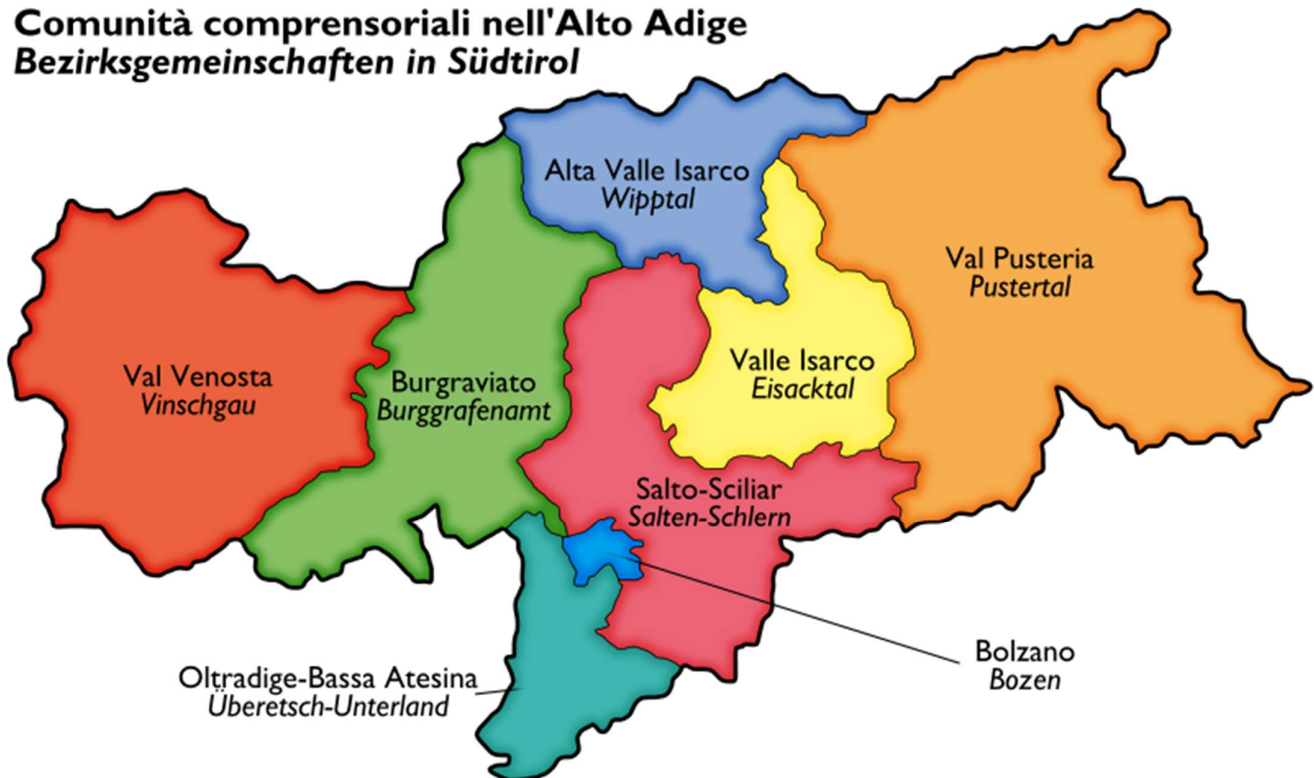 Comunità comprensoriali nell'Alto Adige
Bezirksgemeinschaften in Südtirol
Alta Valle Isarco
Wipptal
Val Pusteria
Pustertal
Val Venosta
Vinschgau
Burgraviato
Burggrafenamt
Valle Isarco
Eisacktal
Salto-Sciliar
Salten-Schlern
Oltradige-Bassa Atesina
Überetsch-Unterland
Bolzano
Bozen